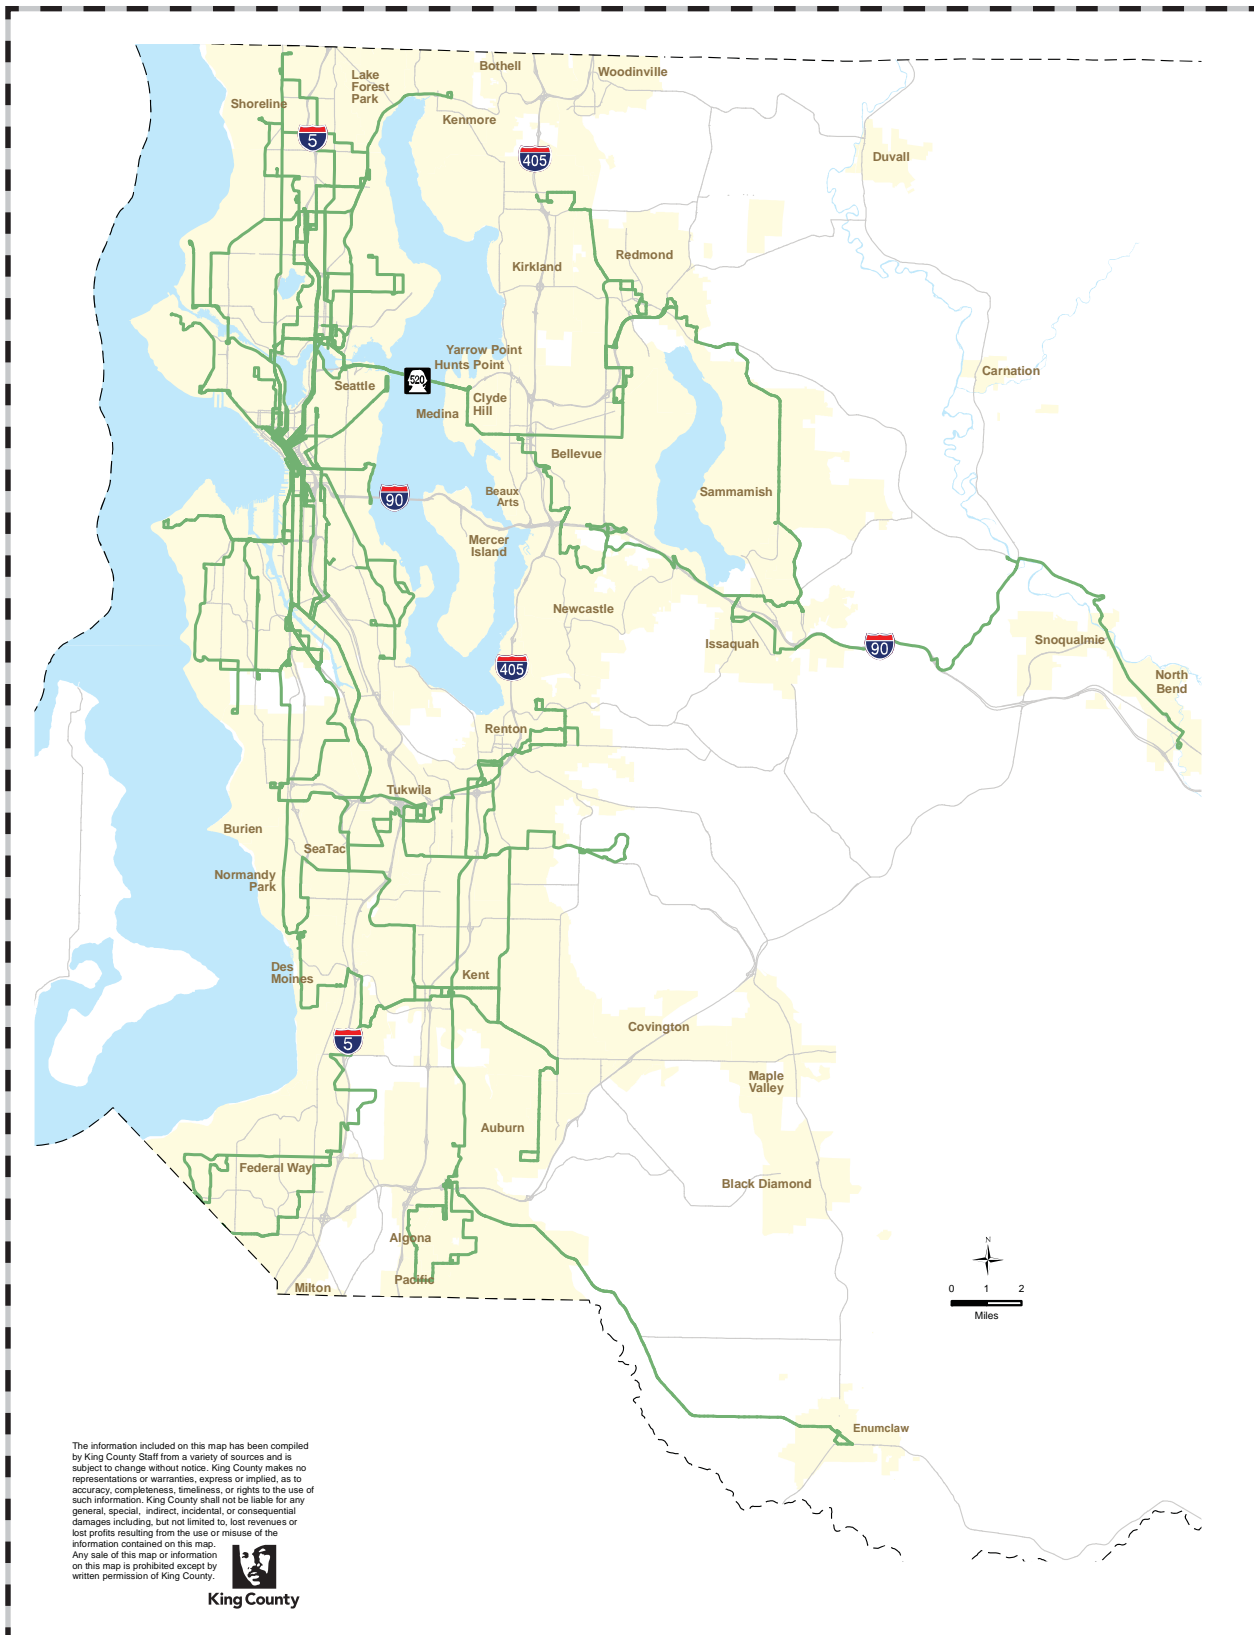 Bothell
Woodinville
Lake
Forest
Park
Shoreline
Kenmore
5
405
Duvall
Redmond
Kirkland
Yarrow Point
Hunts Point
520
Seattle
Clyde
Hill
Medina
Carnation
Bellevue
90
Beaux
Arts
Sammamish
Mercer
Island
Newcastle
Issaquah
90
Snoqualmie
405
North
Bend
Renton
Tukwila
Burien
SeaTac
Normandy
Park
Des
Moines
Kent
Covington
5
Maple
Valley
Auburn
Federal Way
Black Diamond
Algona
Pacific
Milton
N
0 1 2
Miles
Enumclaw
The information included on this map has been compiled
by King County Staff from a variety of sources and is
subject to change without notice. King County makes no
representations or warranties, express or implied, as to
accuracy, completeness, timeliness, or rights to the use of
such information. King County shall not be liable for any
general, special, indirect, incidental, or consequential
damages including, but not limited to, lost revenues or
lost profits resulting from the use or misuse of the
information contained on this map.
Any sale of this map or information
on this map is prohibited except by
written permission of King County.
King County